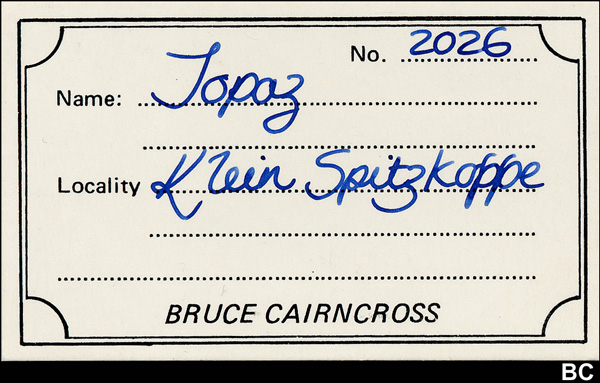 No. 2026
Name: Topaz
Locality Klein Spitzkoppe
BRUCE CAIRNCROSS
BC